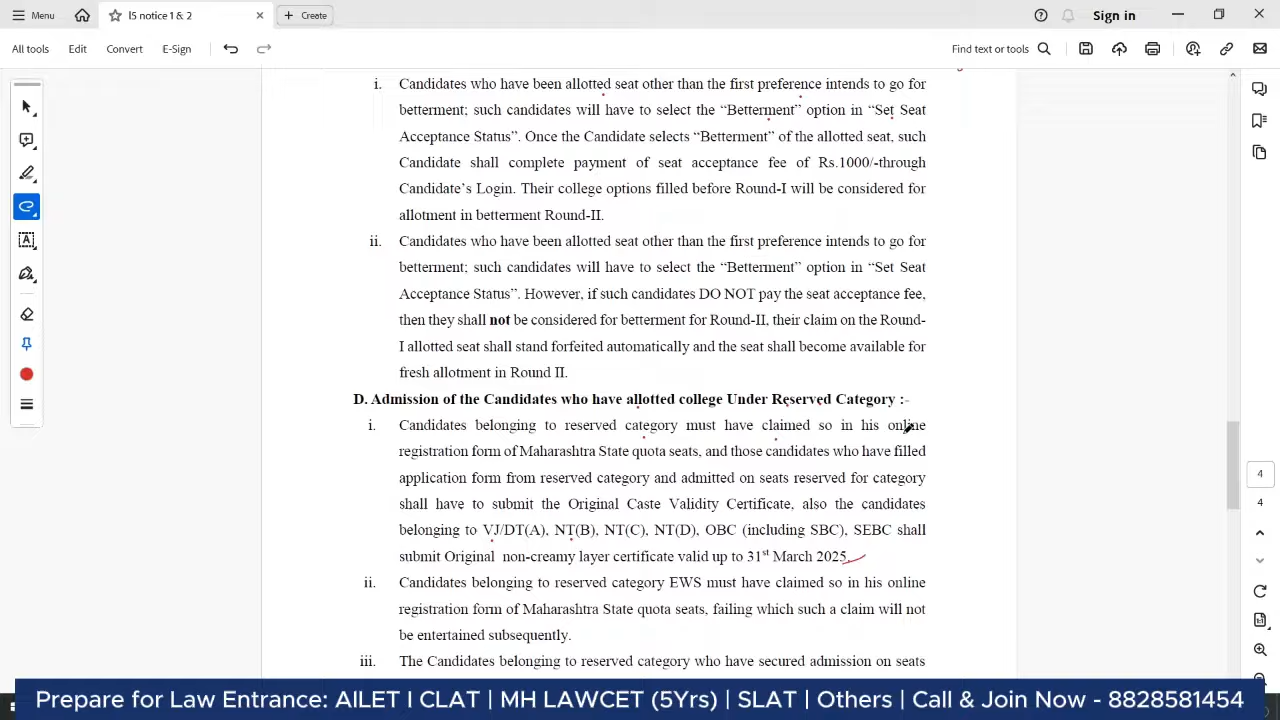 Menu
l5 notice 1 & 2
Create
Sign in
All tools
Edit
Convert
E-Sign
Find text or tools
i. Candidates who have been allotted seat other than the first preference intends to go for
betterment; such candidates will have to select the “Betterment” option in “Set Seat
Acceptance Status”. Once the Candidate selects “Betterment” of the allotted seat, such
Candidate shall complete payment of seat acceptance fee of Rs.1000/-through
Candidate’s Login. Their college options filled before Round-I will be considered for
allotment in betterment Round-II.
ii. Candidates who have been allotted seat other than the first preference intends to go for
betterment; such candidates will have to select the “Betterment” option in “Set Seat
Acceptance Status”. However, if such candidates DO NOT pay the seat acceptance fee,
then they shall not be considered for betterment for Round-II, their claim on the Round-
I allotted seat shall stand forfeited automatically and the seat shall become available for
fresh allotment in Round II.
D. Admission of the Candidates who have allotted college Under Reserved Category :-
i. Candidates belonging to reserved category must have claimed so in his online
registration form of Maharashtra State quota seats, and those candidates who have filled
application form from reserved category and admitted on seats reserved for category
shall have to submit the Original Caste Validity Certificate, also the candidates
belonging to VJ/DT(A), NT(B), NT(C), NT(D), OBC (including SBC), SEBC shall
submit Original non-creamy layer certificate valid up to 31st March 2025.
ii. Candidates belonging to reserved category EWS must have claimed so in his online
registration form of Maharashtra State quota seats, failing which such a claim will not
be entertained subsequently.
iii. The Candidates belonging to reserved category who have secured admission on seats
4
4
Prepare for Law Entrance: AILET I CLAT | MH LAWCET (5Yrs) | SLAT | Others | Call & Join Now - 8828581454